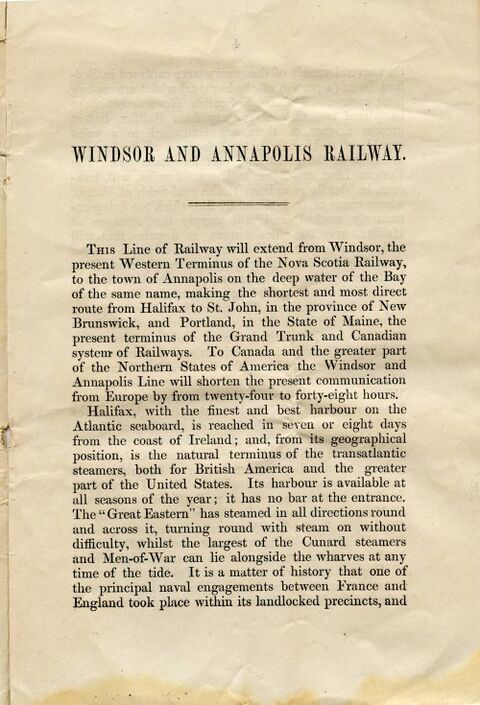 WINDSOR AND ANNAPOLIS RAILWAY.
THIS Line of Railway will extend from Windsor, the
present Western Terminus of the Nova Scotia Railway,
to the town of Annapolis on the deep water of the Bay
of the same name, making the shortest and most direct
route from Halifax to St. John, in the province of New
Brunswick, and Portland, in the State of Maine, the
present terminus of the Grand Trunk and Canadian
system of Railways. To Canada and the greater part
of the Northern States of America the Windsor and
Annapolis Line will shorten the present communication
from Europe by from twenty-four to forty-eight hours.
Halifax, with the finest and best harbour on the
Atlantic seaboard, is reached in seven or eight days
from the coast of Ireland; and, from its geographical
position, is the natural terminus of the transatlantic
steamers, both for British America and the greater
part of the United States. Its harbour is available at
all seasons of the year; it has no bar at the entrance.
The "Great Eastern" has steamed in all directions round
and across it, turning round with steam on without
difficulty, whilst the largest of the Cunard steamers
and Men-of-War can lie alongside the wharves at any
time of the tide. It is a matter of history that one of
the principal naval engagements between France and
England took place within its landlocked precincts, and